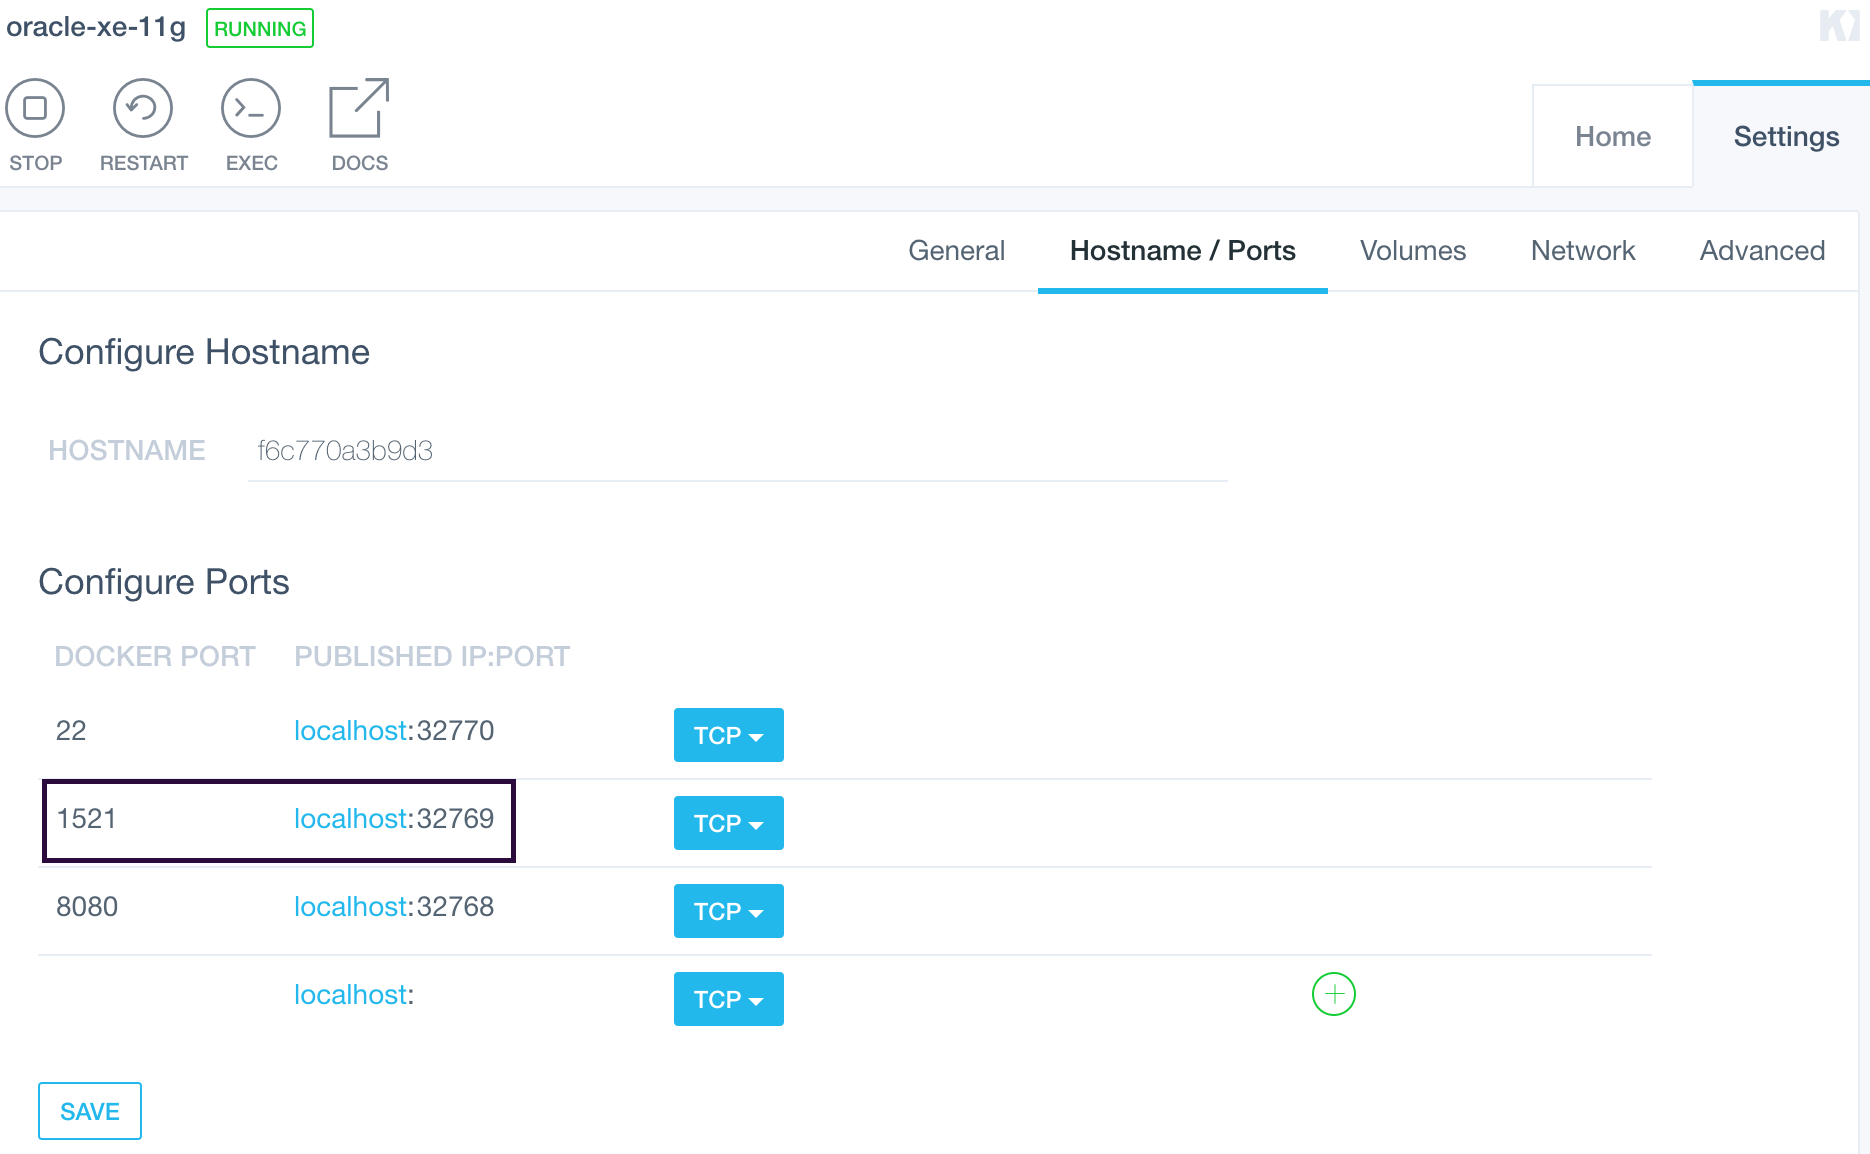 oracle-xe-11g RUNNING
STOP RESTART EXEC DOCS
Home Settings
General Hostname / Ports Volumes Network Advanced
Configure Hostname
HOSTNAME f6c770a3b9d3
Configure Ports
DOCKER PORT PUBLISHED IP:PORT
22 localhost:32770 TCP
1521 localhost:32769 TCP
8080 localhost:32768 TCP
localhost: TCP
SAVE